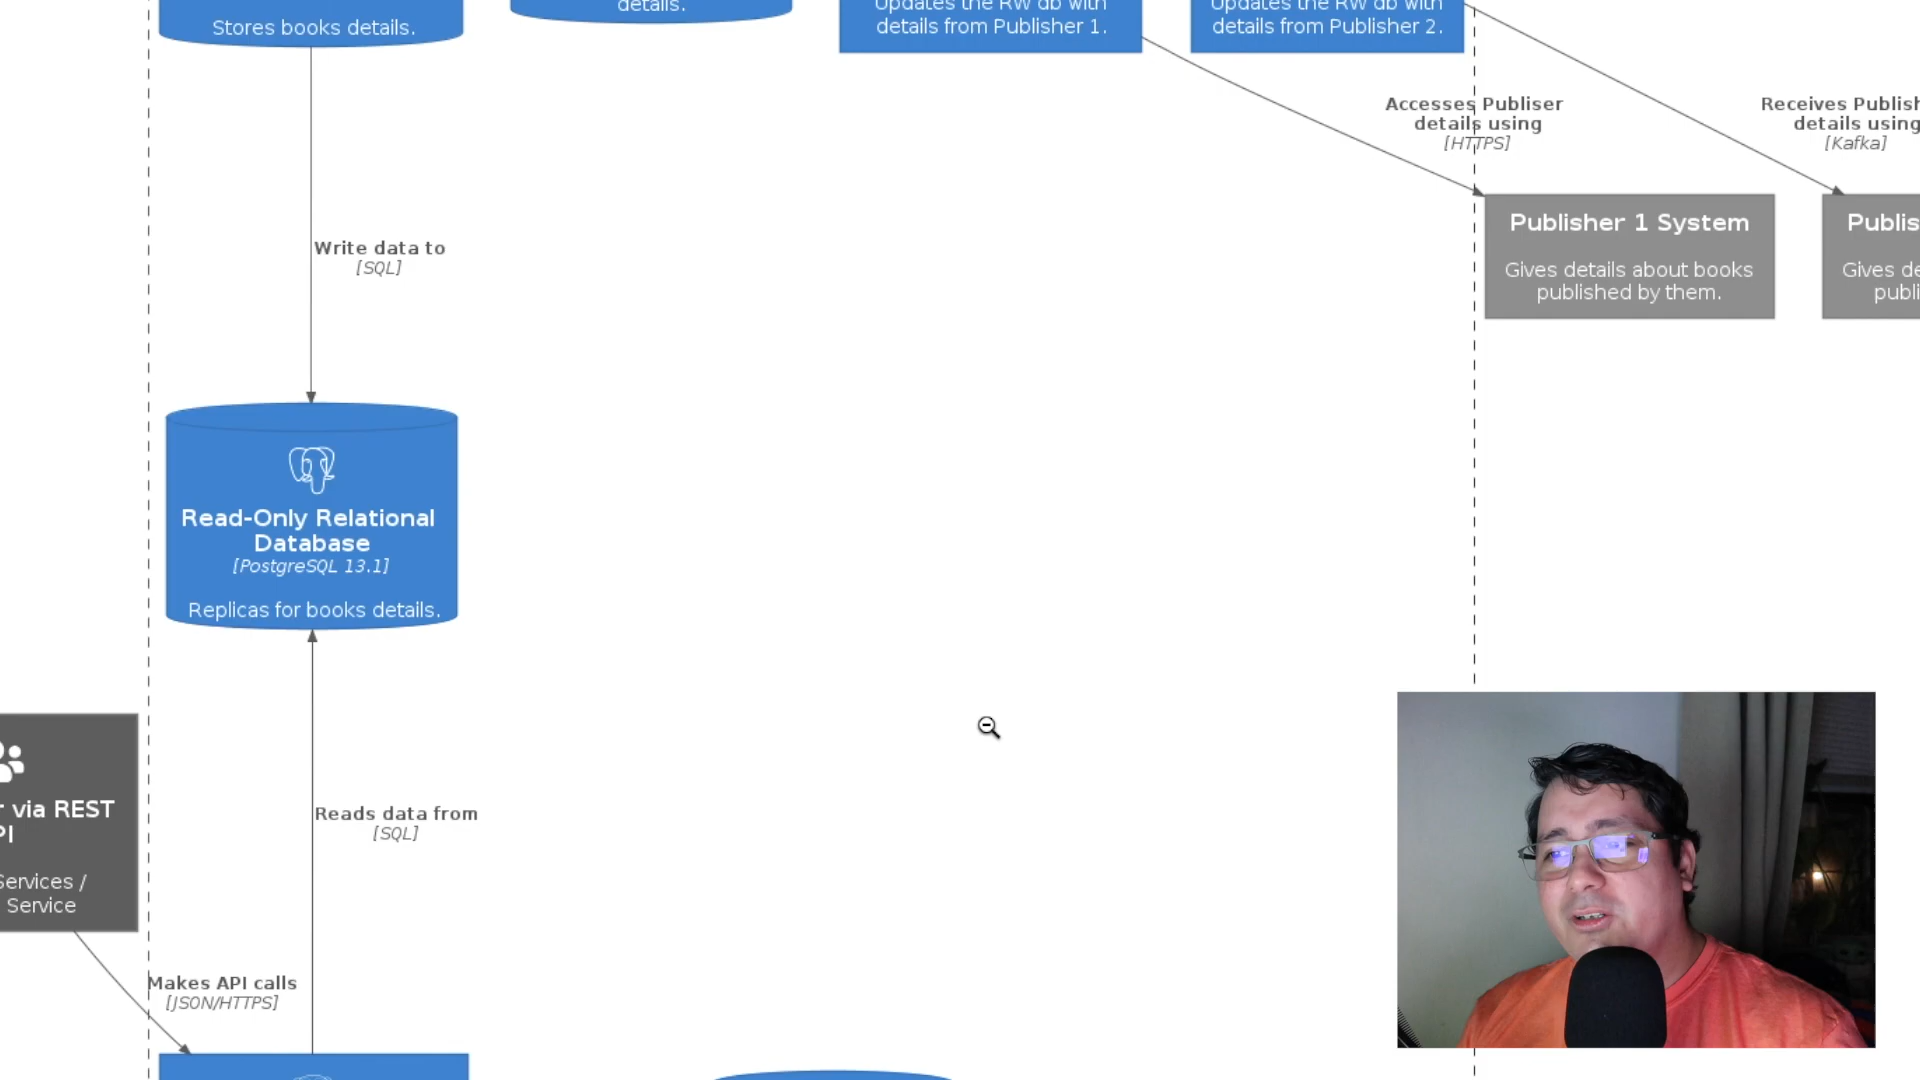 Stores books details.
details.
Updates the RW db with
details from Publisher 1.
Updates the RW db with
details from Publisher 2.
Accesses Publiser
details using
[HTTPS]
Receives Publish
details using
[Kafka]
Publisher 1 System
Gives details about books
published by them.
Publis
Gives de
publi
Write data to
[SQL]
Read-Only Relational
Database
[PostgreSQL 13.1]
Replicas for books details.
r via REST
PI
Services /
Service
Reads data from
[SQL]
Makes API calls
[JSON/HTTPS]